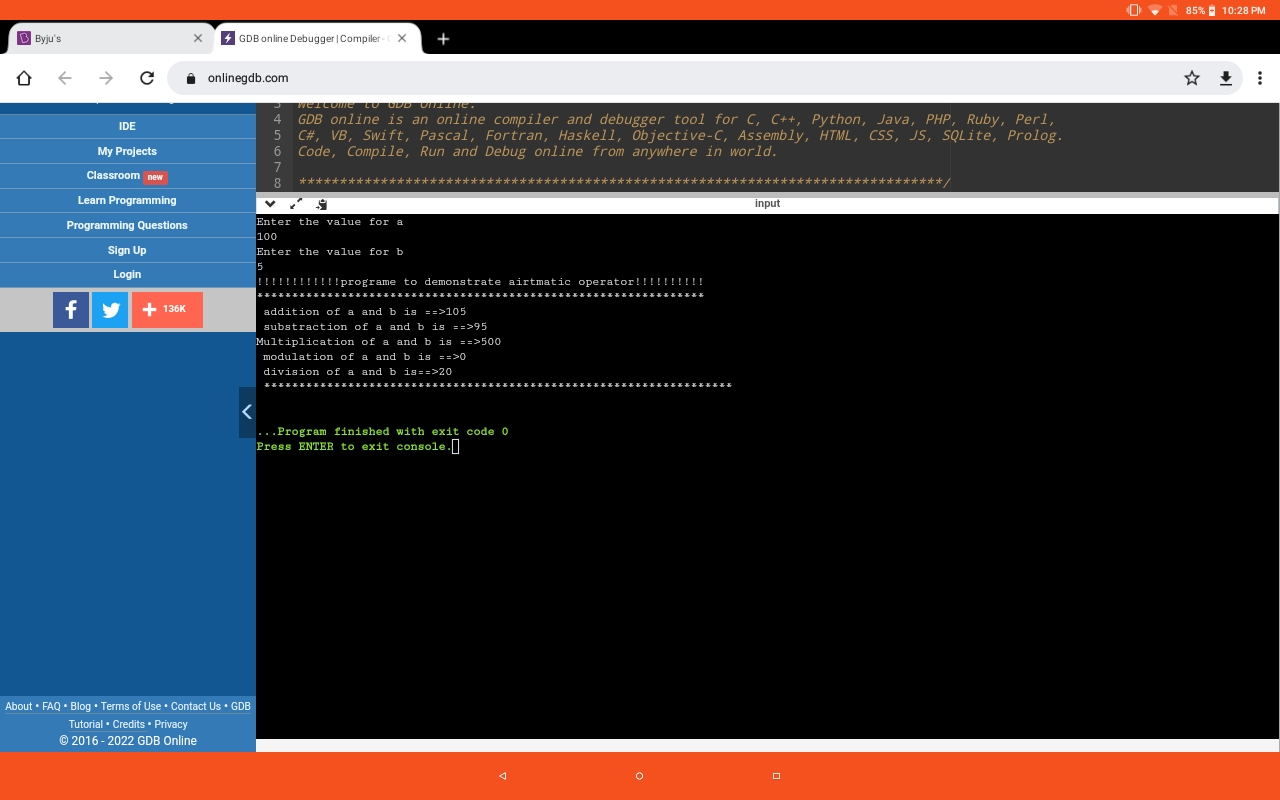 85% 10:28 PM
Byju's
GDB online Debugger | Compiler -
onlinegdb.com
IDE
My Projects
Classroom new
Learn Programming
Programming Questions
Sign Up
Login
136K
3 Welcome to GDB Online.
4 GDB online is an online compiler and debugger tool for C, C++, Python, Java, PHP, Ruby, Perl,
5 C#, VB, Swift, Pascal, Fortran, Haskell, Objective-C, Assembly, HTML, CSS, JS, SQLite, Prolog.
6 Code, Compile, Run and Debug online from anywhere in world.
7
8 *******************************************************************************/
input
Enter the value for a
100
Enter the value for b
5
!!!!!!!!!!!!programe to demonstrate airtmatic operator!!!!!!!!!!
****************************************************************
addition of a and b is ==>105
substraction of a and b is ==>95
Multiplication of a and b is ==>500
modulation of a and b is ==>0
division of a and b is==>20
*******************************************************************
...Program finished with exit code 0
Press ENTER to exit console.
About • FAQ • Blog • Terms of Use • Contact Us • GDB
Tutorial • Credits • Privacy
© 2016 - 2022 GDB Online